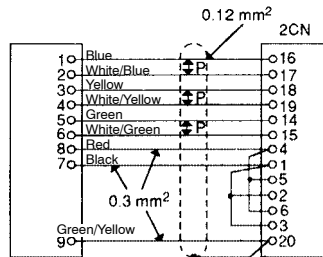 0.12 mm²
2CN
1 Blue 16
2 White/Blue P 17
3 Yellow 18
4 White/Yellow P 19
5 Green 14
6 White/Green P 15
8 Red 4
7 Black 1
5
0.3 mm² 2
6
3
9 Green/Yellow 20